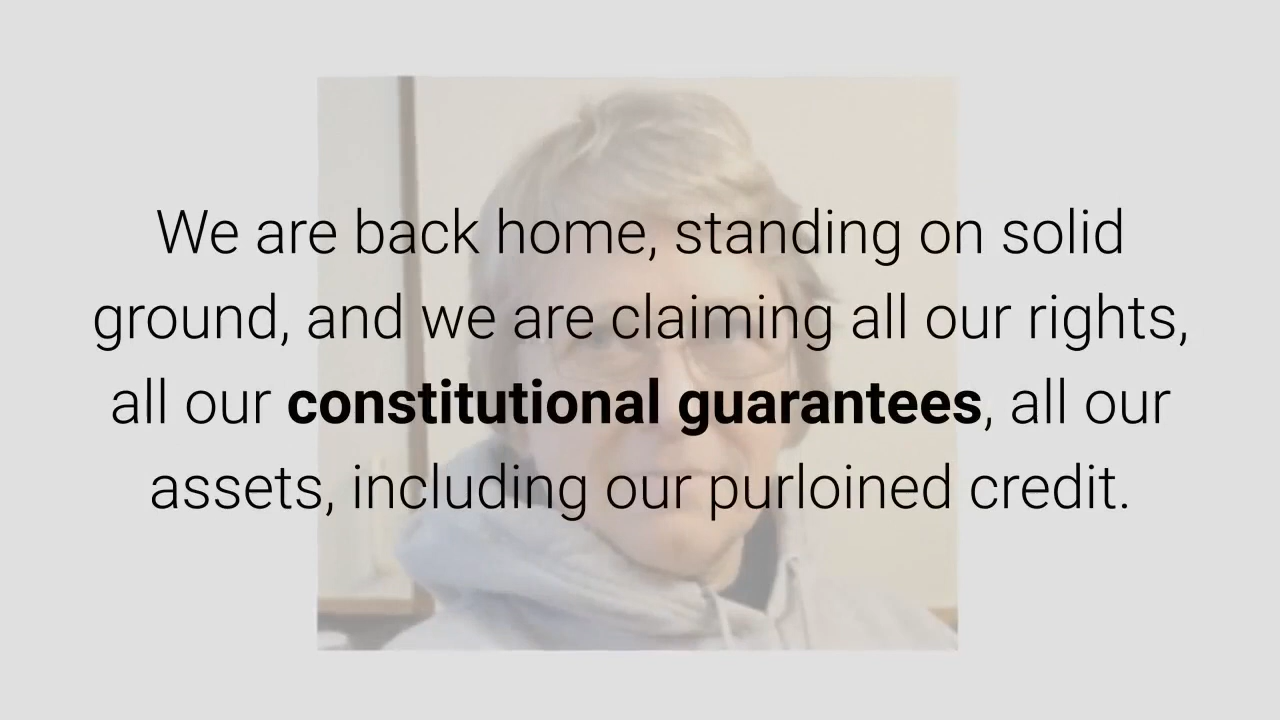 We are back home, standing on solid
ground, and we are claiming all our rights,
all our constitutional guarantees, all our
assets, including our purloined credit.